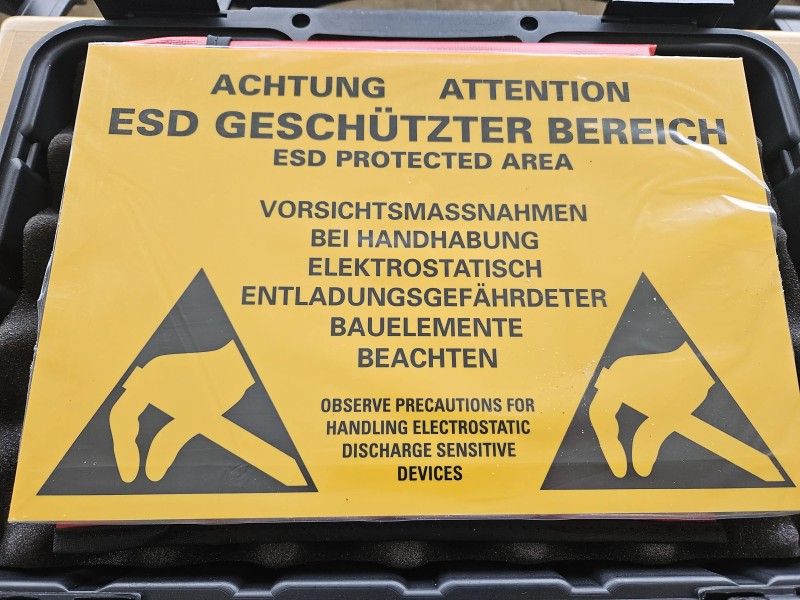 ACHTUNG ATTENTION
ESD GESCHÜTZTER BEREICH
ESD PROTECTED AREA
VORSICHTSMASSNAHMEN
BEI HANDHABUNG
ELEKTROSTATISCH
ENTLADUNGSGEFÄHRDETER
BAUELEMENTE
BEACHTEN
OBSERVE PRECAUTIONS FOR
HANDLING ELECTROSTATIC
DISCHARGE SENSITIVE
DEVICES